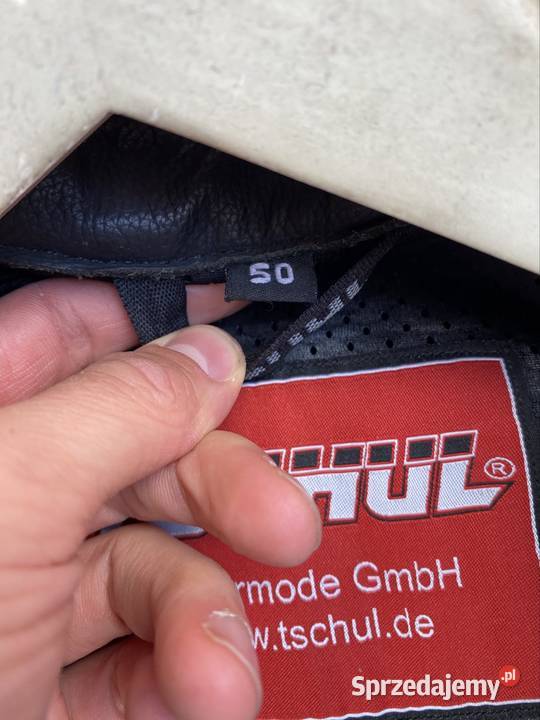 50
HUL®
rmode GmbH
w.tschul.de
Sprzedajemy.pl